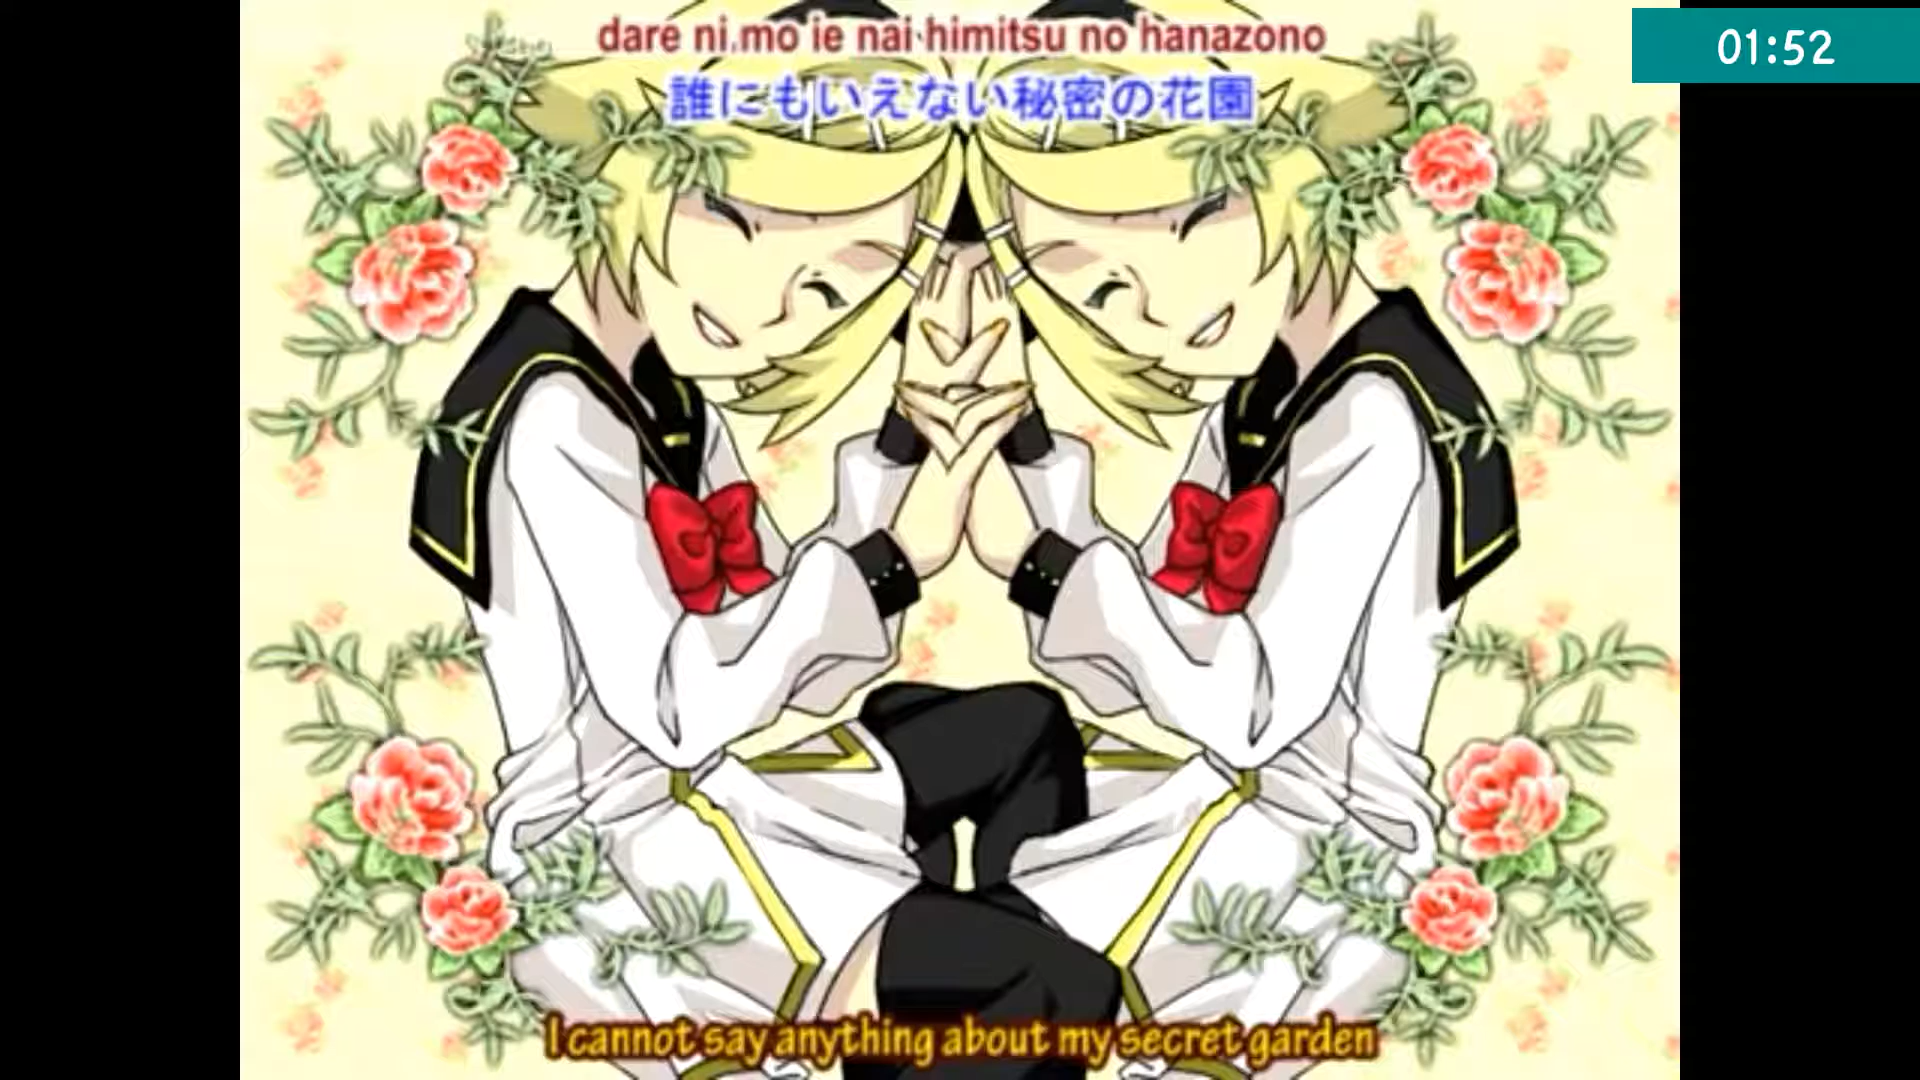 dare ni mo ie nai himitsu no hanazono
01:52
誰にもいえない秘密の花園
I cannot say anything about my secret garden